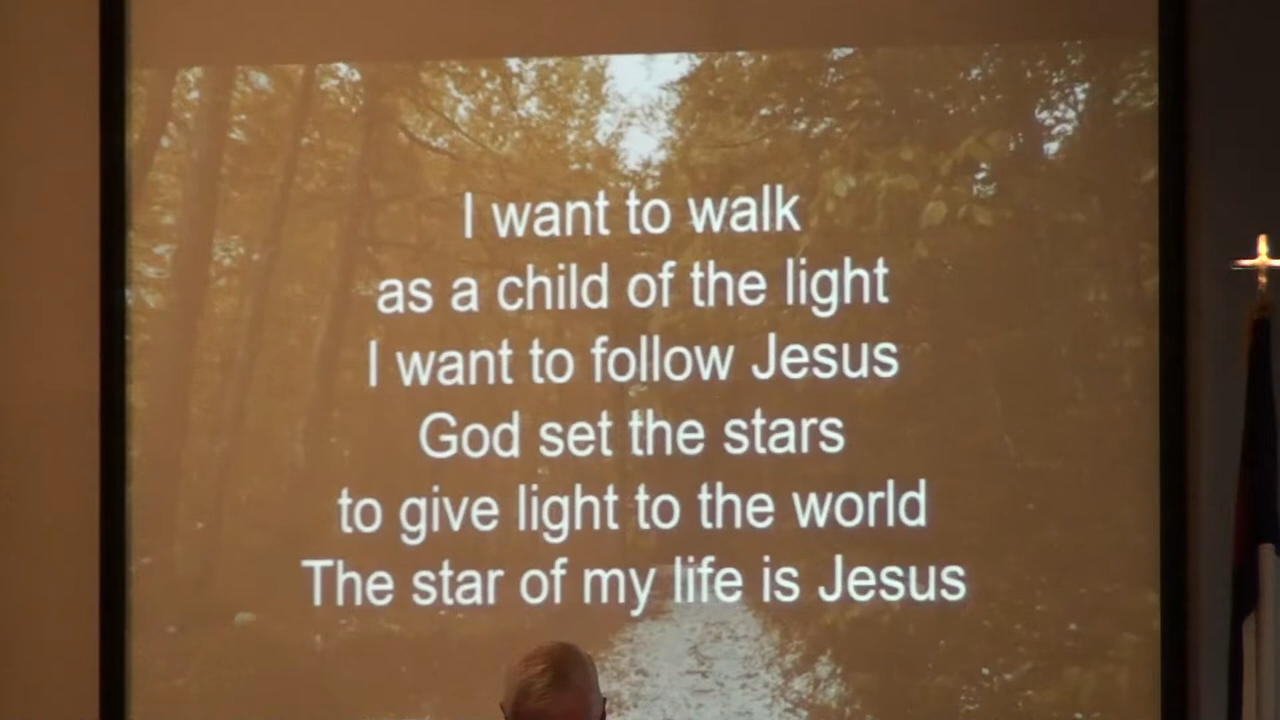 I want to walk
as a child of the light
I want to follow Jesus
God set the stars
to give light to the world
The star of my life is Jesus